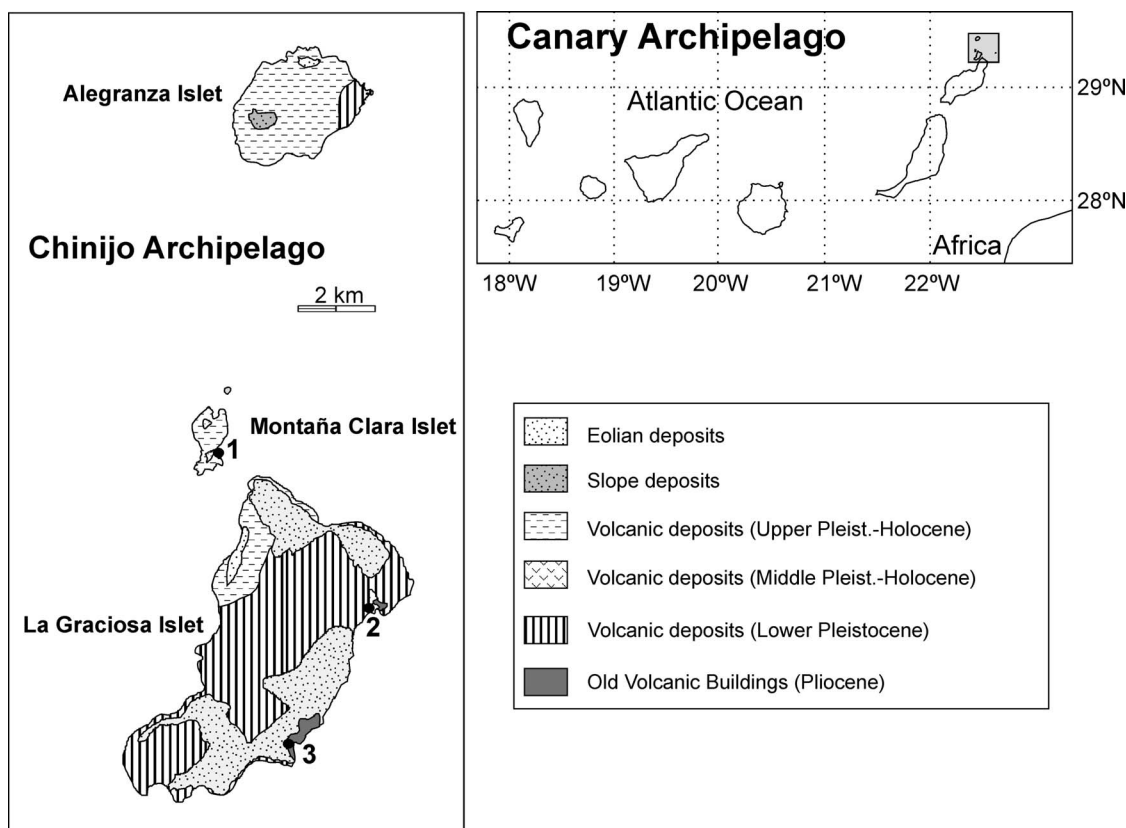 Alegranza Islet
Chinijo Archipelago
2 km
Montaña Clara Islet
1
La Graciosa Islet
2
3
Canary Archipelago
Atlantic Ocean
29ºN
28ºN
Africa
18ºW 19ºW 20ºW 21ºW 22ºW
Eolian deposits
Slope deposits
Volcanic deposits (Upper Pleist.-Holocene)
Volcanic deposits (Middle Pleist.-Holocene)
Volcanic deposits (Lower Pleistocene)
Old Volcanic Buildings (Pliocene)